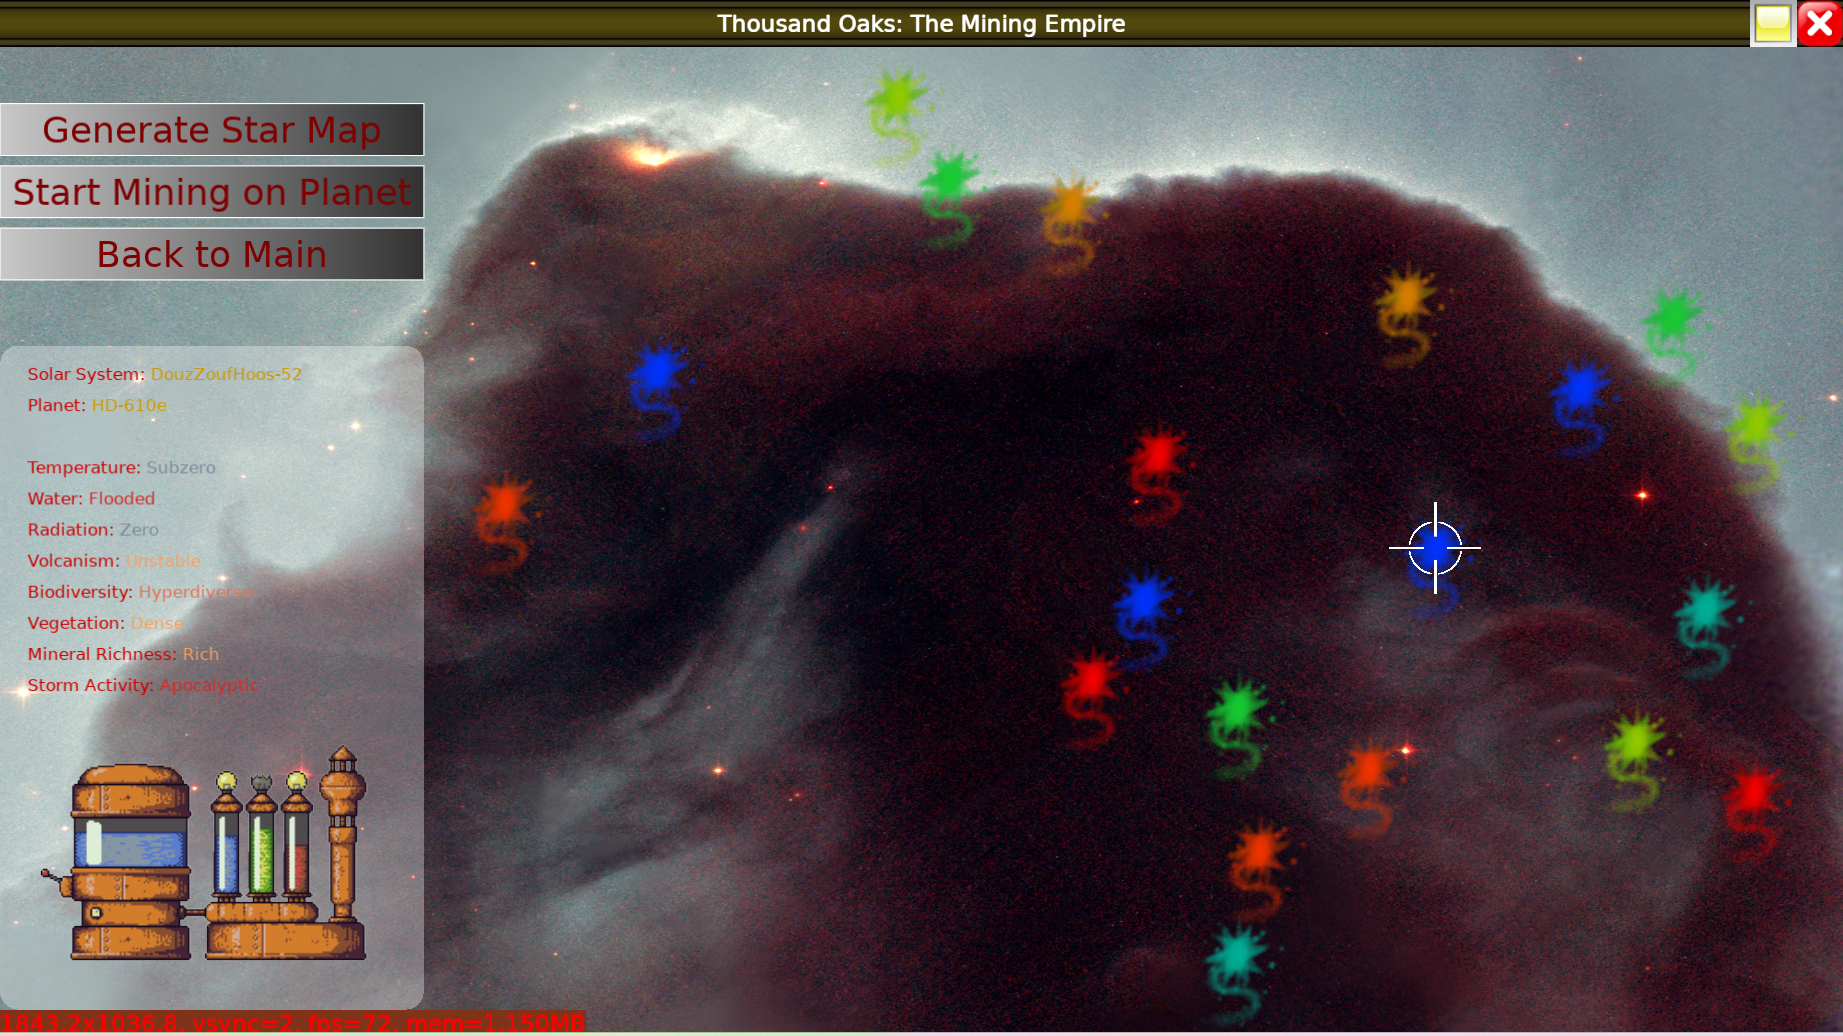 Thousand Oaks: The Mining Empire
Generate Star Map
Start Mining on Planet
Back to Main
Solar System: DouzZoufHoos-52
Planet: HD-610e
Temperature: Subzero
Water: Flooded
Radiation: Zero
Volcanism: Unstable
Biodiversity: Hyperdiverse
Vegetation: Dense
Mineral Richness: Rich
Storm Activity: Apocalyptic
1843.2x1036.8, vsync=2, fps=72, mem=1,150MB